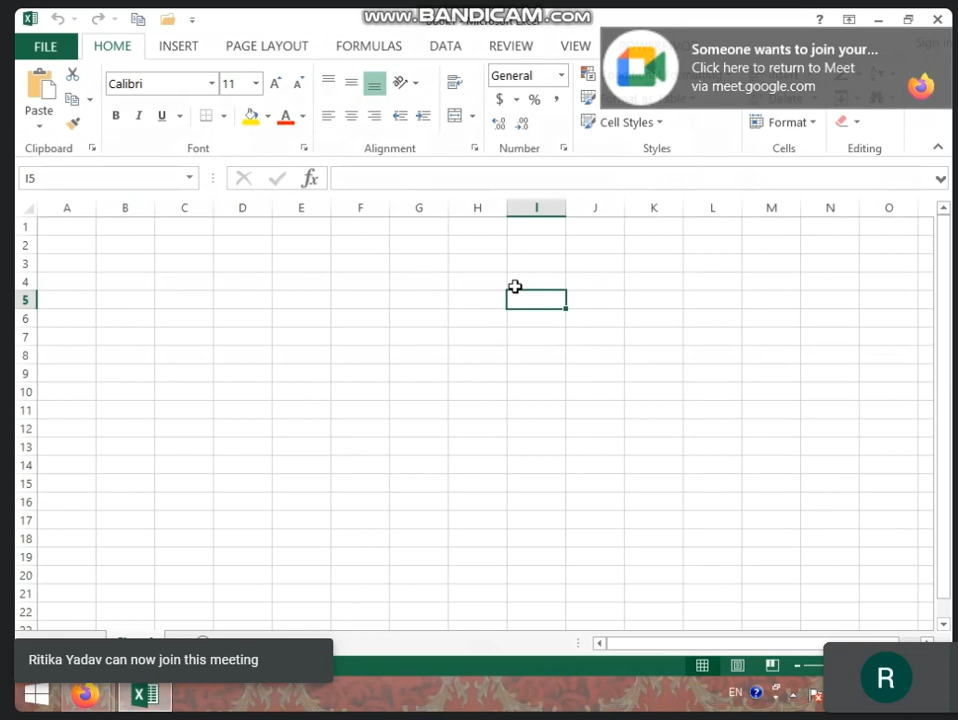 www.BANDICAM.com
?
FILE HOME INSERT PAGE LAYOUT FORMULAS DATA REVIEW VIEW
Someone wants to join your...
Click here to return to Meet
via meet.google.com
Paste
Calibri 11
B I U A
General
$ % ,
Cell Styles
Format
Clipboard Font Alignment Number Styles Cells Editing
I5 fx
A B C D E F G H I J K L M N O
1
2
3
4
5
6
7
8
9
10
11
12
13
14
15
16
17
18
19
20
21
22
Ritika Yadav can now join this meeting
R
EN